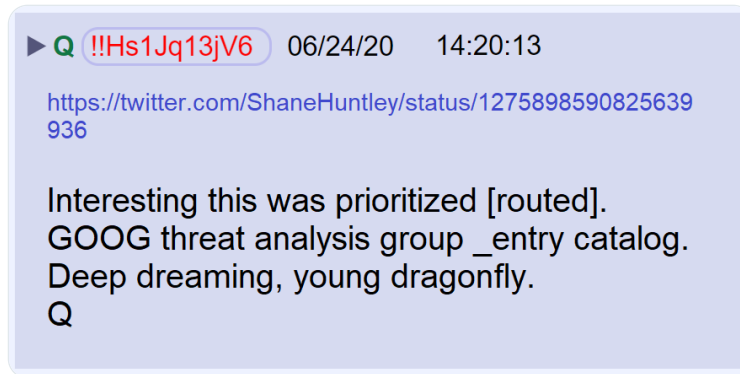 ▶ Q !!Hs1Jq13jV6 06/24/20 14:20:13
https://twitter.com/ShaneHuntley/status/1275898590825639
936
Interesting this was prioritized [routed].
GOOG threat analysis group _entry catalog.
Deep dreaming, young dragonfly.
Q